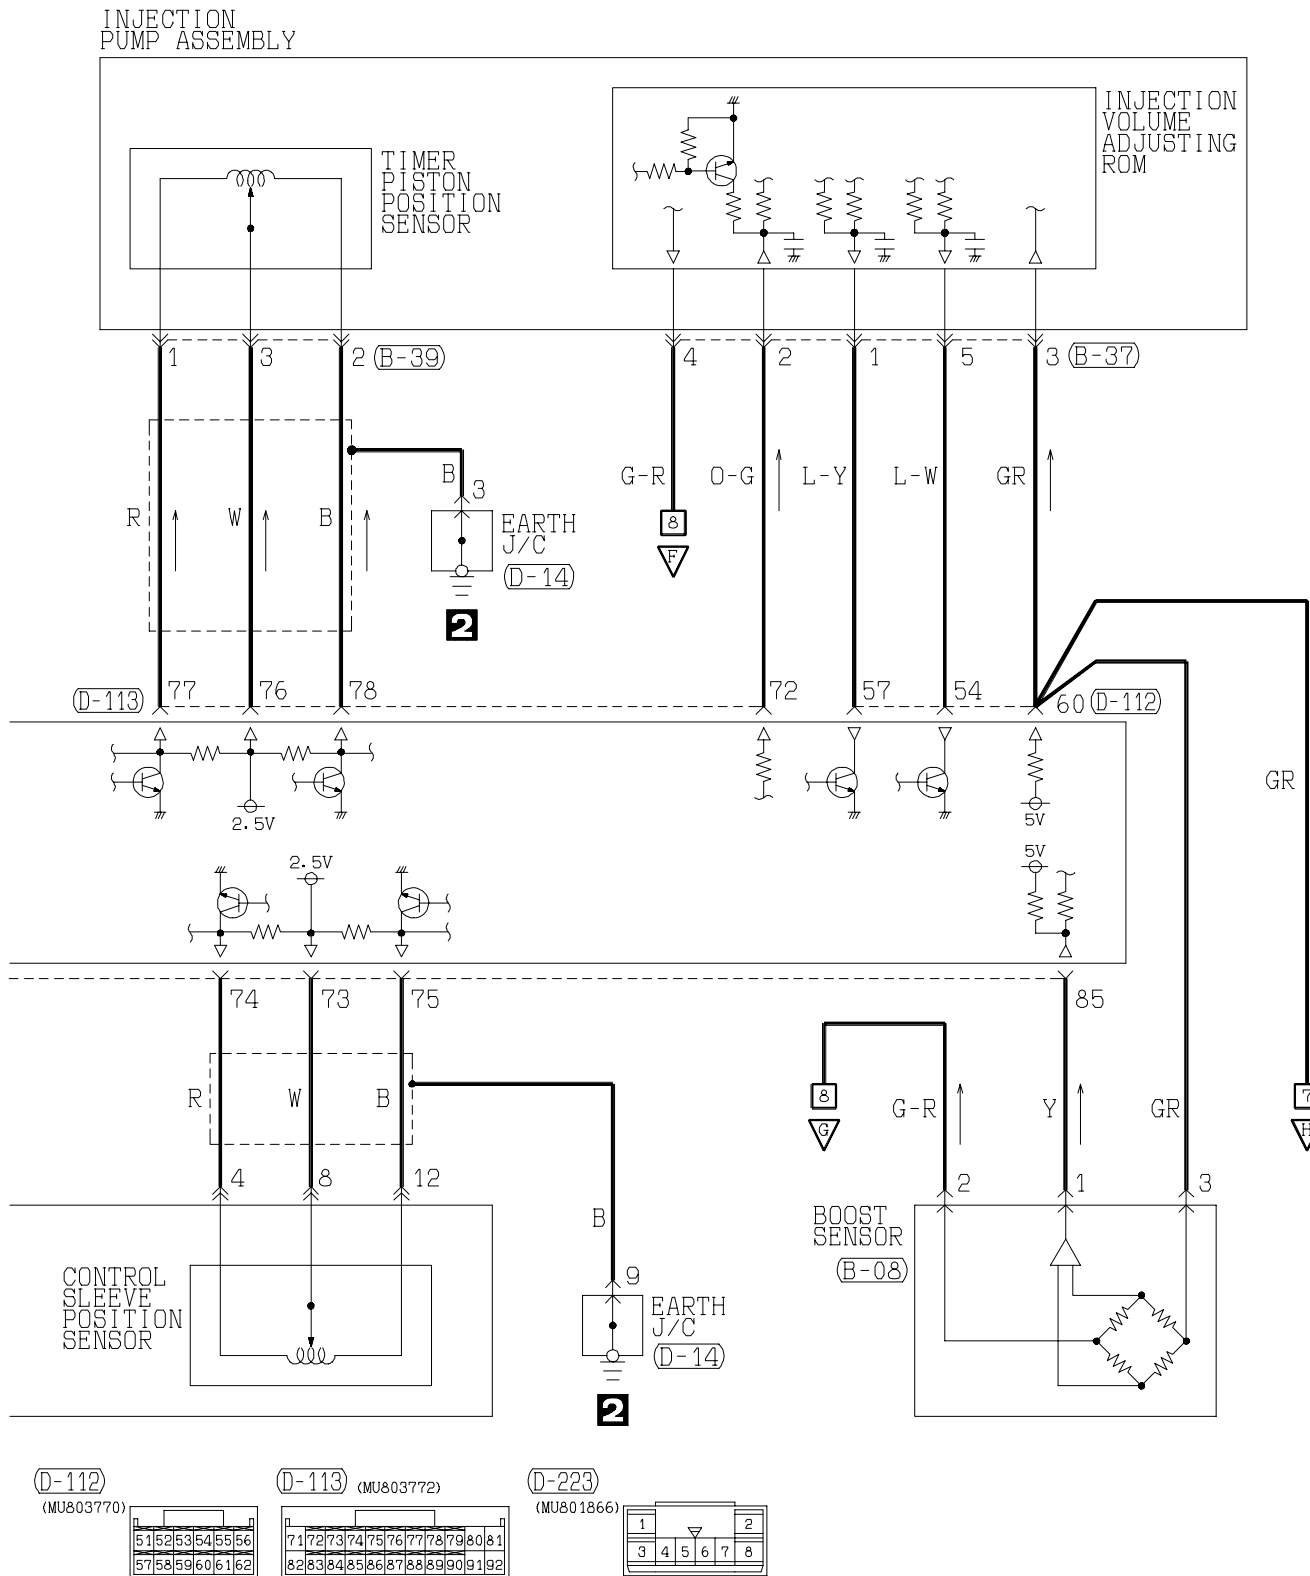 INJECTION
PUMP ASSEMBLY
INJECTION
VOLUME
ADJUSTING
ROM
TIMER
PISTON
POSITION
SENSOR
1 3 2 (B-39) 4 2 1 5 3 (B-37)
B 3
G-R O-G L-Y L-W GR
R W B
EARTH
J/C
(D-14)
8
F
2
(D-113) 77 76 78 72 57 54 60 (D-112)
2.5V
5V
GR
5V
2.5V
74 73 75 85
R W B
8
G
G-R Y GR
7
H
4 8 12 2 1 3
B
BOOST
SENSOR
(B-08)
9
CONTROL
SLEEVE
POSITION
SENSOR
EARTH
J/C
(D-14)
2
(D-112)
(MU803770)
51 52 53 54 55 56
57 58 59 60 61 62
(D-113) (MU803772)
71 72 73 74 75 76 77 78 79 80 81
82 83 84 85 86 87 88 89 90 91 92
(D-223)
(MU801866)
1 2
3 4 5 6 7 8